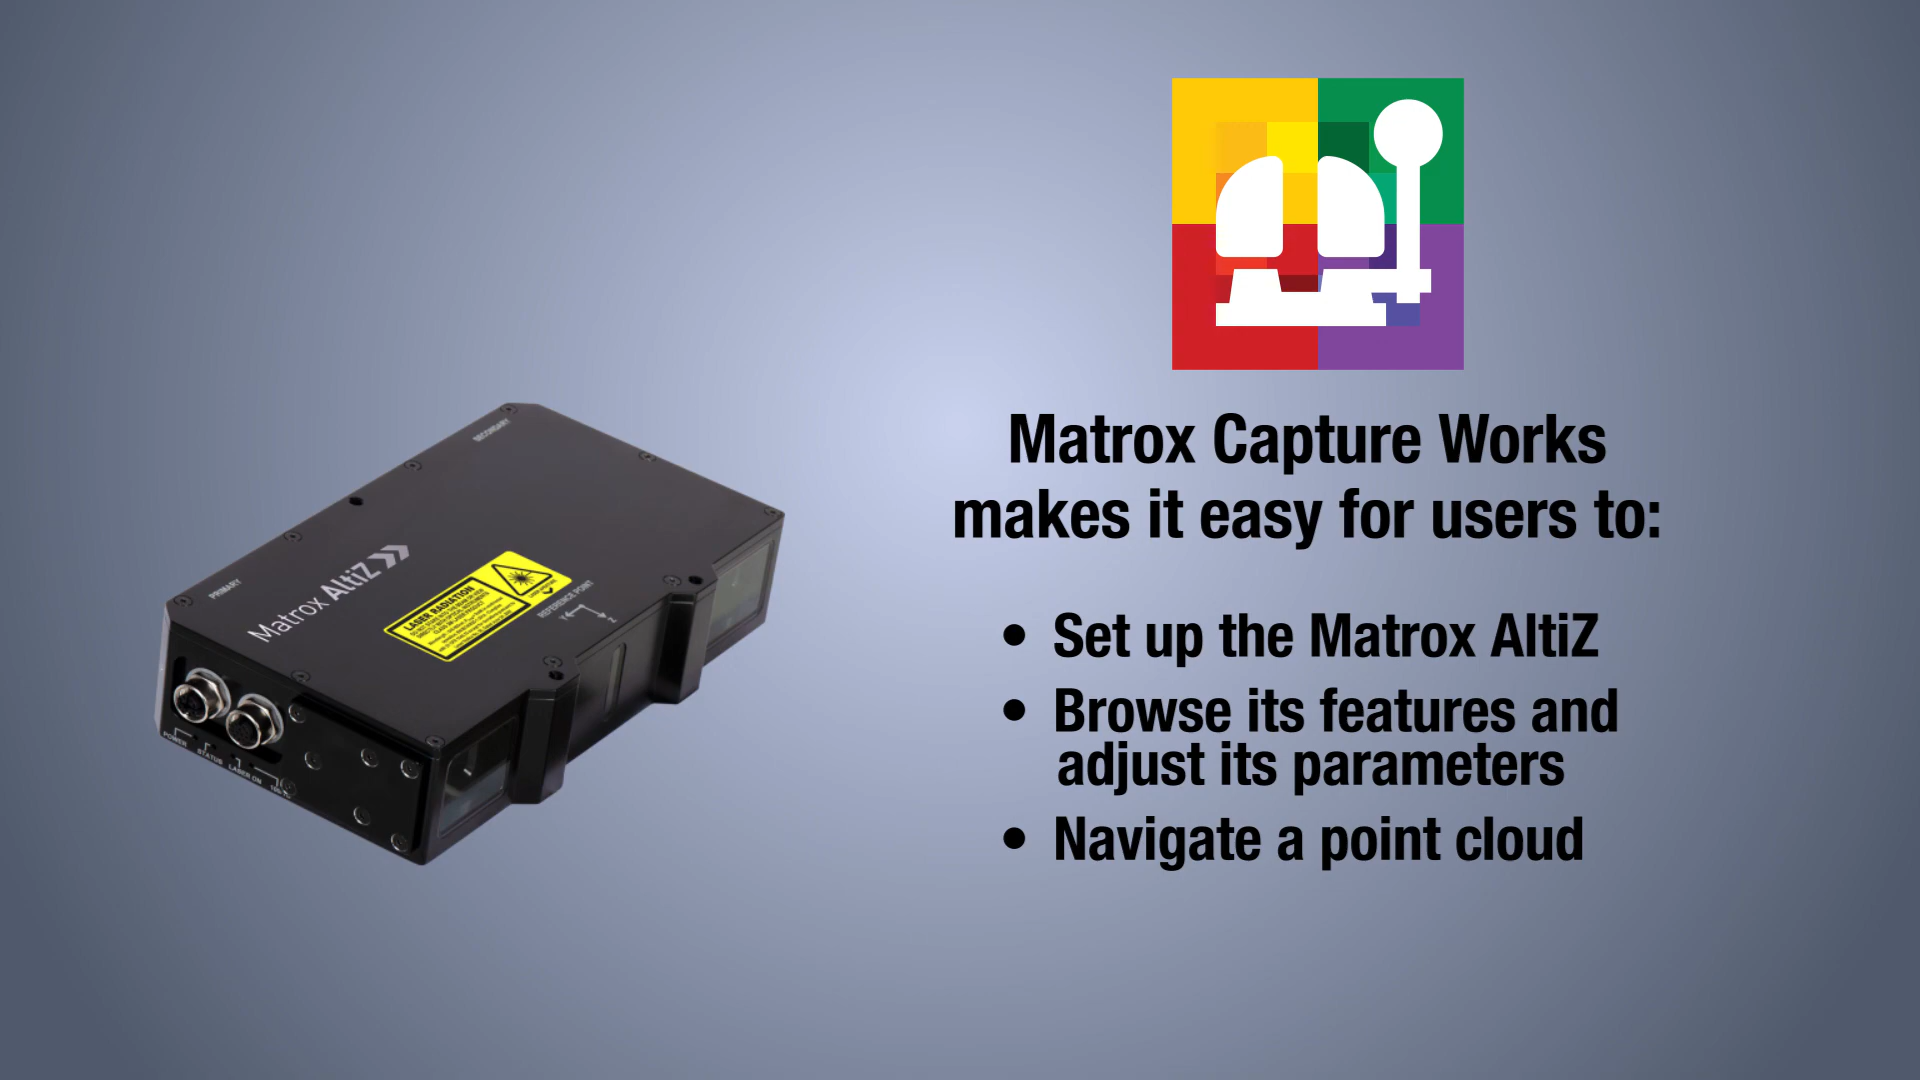 Matrox Capture Works
makes it easy for users to:
• Set up the Matrox AltiZ
• Browse its features and
adjust its parameters
• Navigate a point cloud
SECONDARY
PRIMARY
Matrox AltiZ
LASER RADIATION
REFERENCE POINT
Y
Z
POWER
STATUS
LASER ON